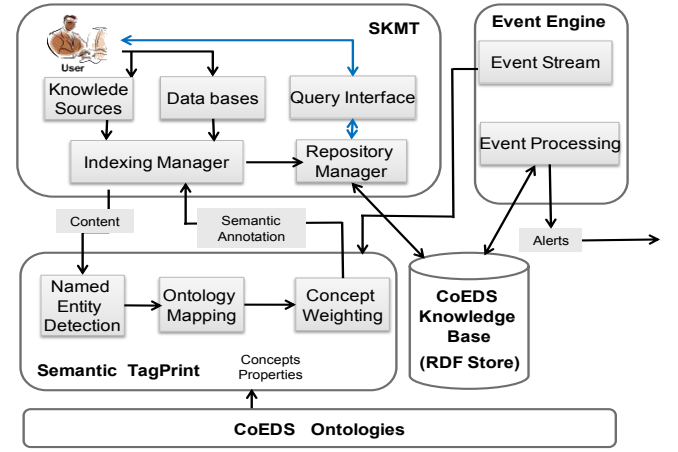 SKMT
Event Engine
User
Knowlede
Sources
Data bases
Query Interface
Event Stream
Indexing Manager
Repository
Manager
Event Processing
Content
Semantic
Annotation
Alerts
Named
Entity
Detection
Ontology
Mapping
Concept
Weighting
CoEDS
Knowledge
Base
(RDF Store)
Semantic TagPrint
Concepts
Properties
CoEDS Ontologies